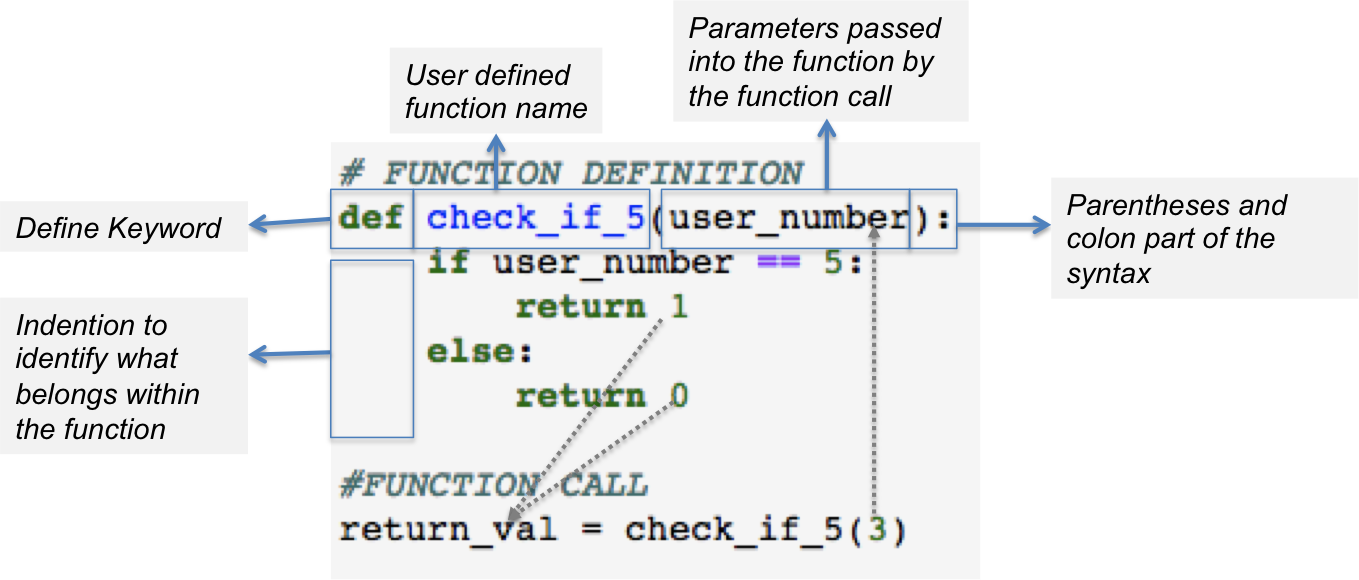 Parameters passed
into the function by
the function call
User defined
function name
# FUNCTION DEFINITION
def check_if_5(user_number):
Define Keyword
Parentheses and
colon part of the
syntax
if user_number == 5:
return 1
else:
return 0
Indention to
identify what
belongs within
the function
#FUNCTION CALL
return_val = check_if_5(3)